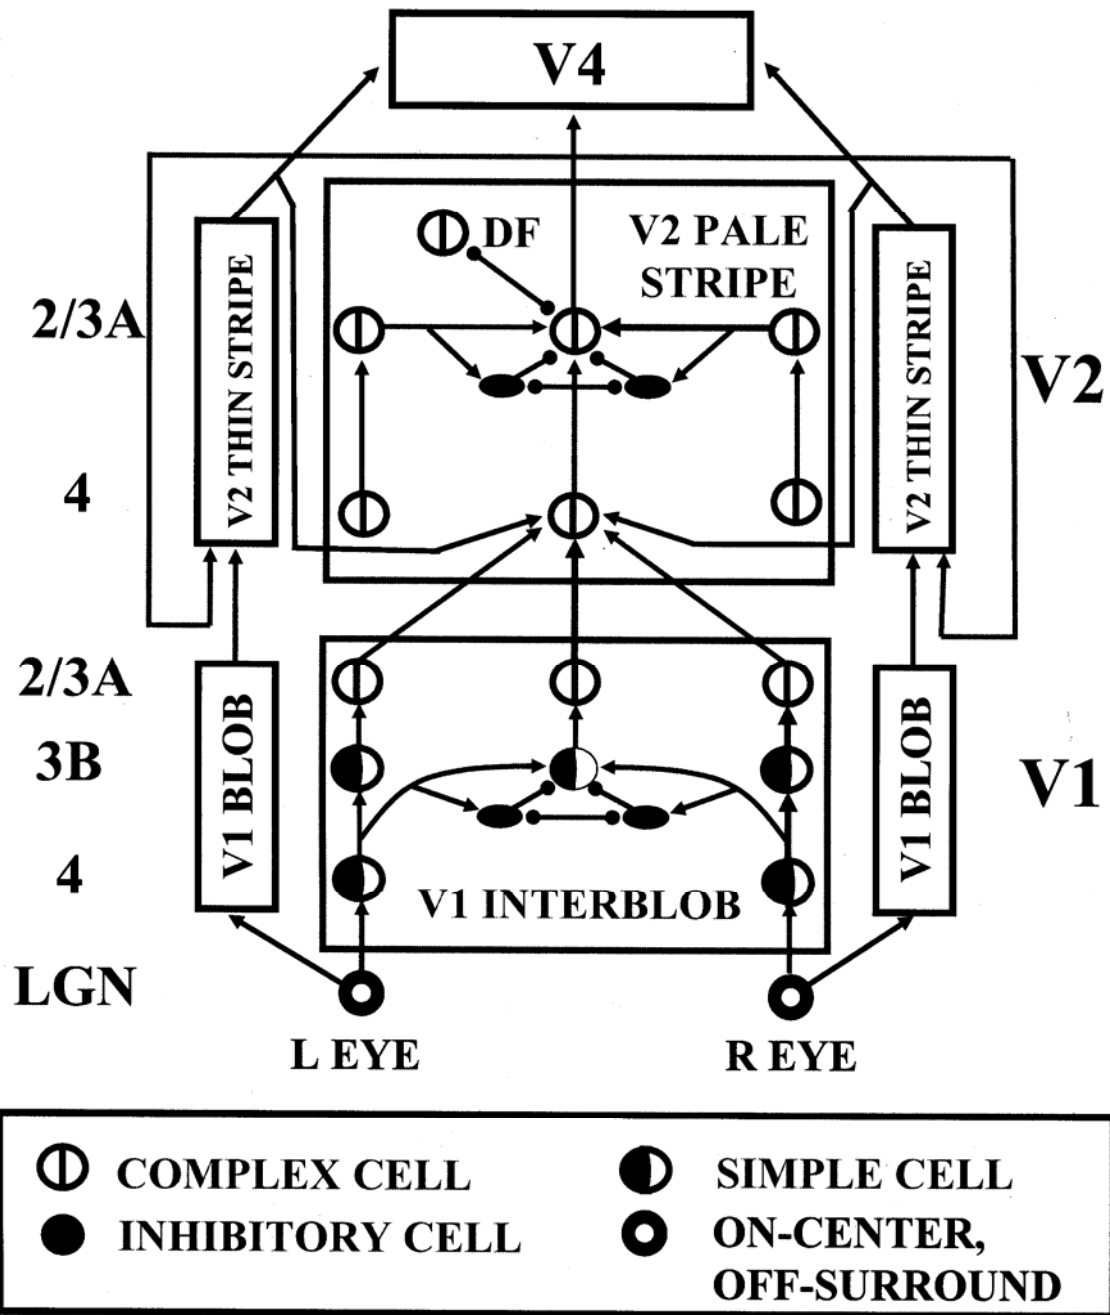 V4
DF
V2 PALE
STRIPE
2/3A
V2 THIN STRIPE
V2 THIN STRIPE
V2
4
2/3A
3B
V1 BLOB
V1 BLOB
V1
4
V1 INTERBLOB
LGN
L EYE
R EYE
COMPLEX CELL
SIMPLE CELL
INHIBITORY CELL
ON-CENTER,
OFF-SURROUND